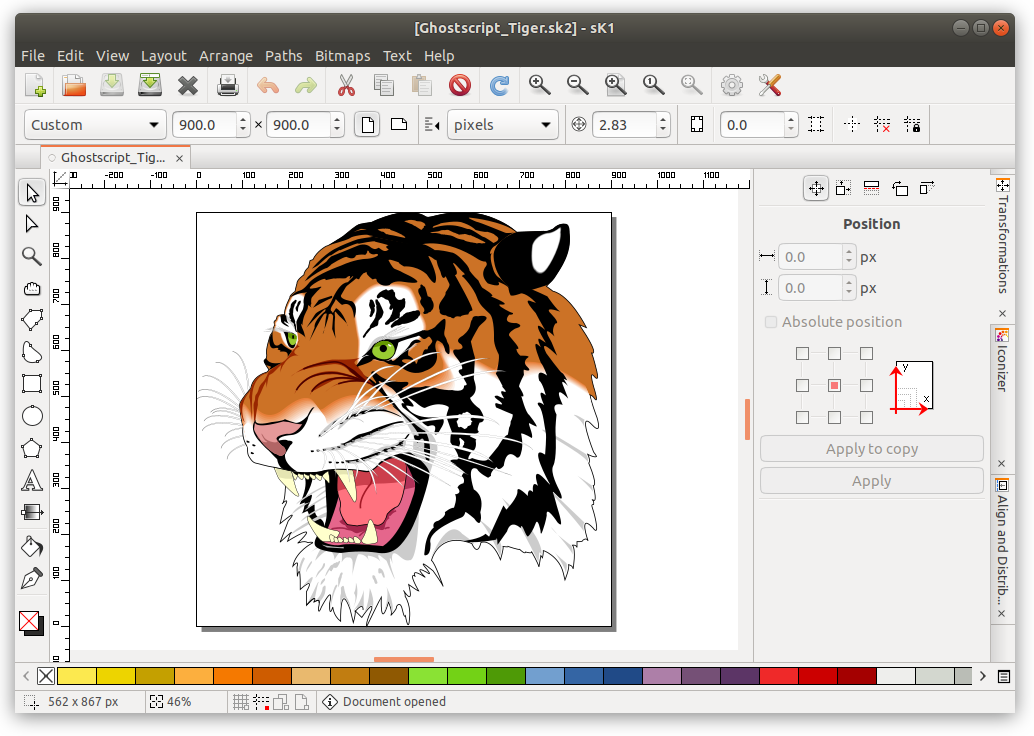 [Ghostscript_Tiger.sk2] - sK1
File Edit View Layout Arrange Paths Bitmaps Text Help
Custom 900.0 × 900.0 pixels 2.83 0.0
Ghostscript_Tig...
-200 -100 0 100 200 300 400 500 600 700 800 900 1000 1100
900
800
700
600
500
400
300
200
100
0
Position
0.0 px
0.0 px
Absolute position
y
x
Apply to copy
Apply
Transformations
Iconizer
Align and Distrib...
562 x 867 px 46% Document opened